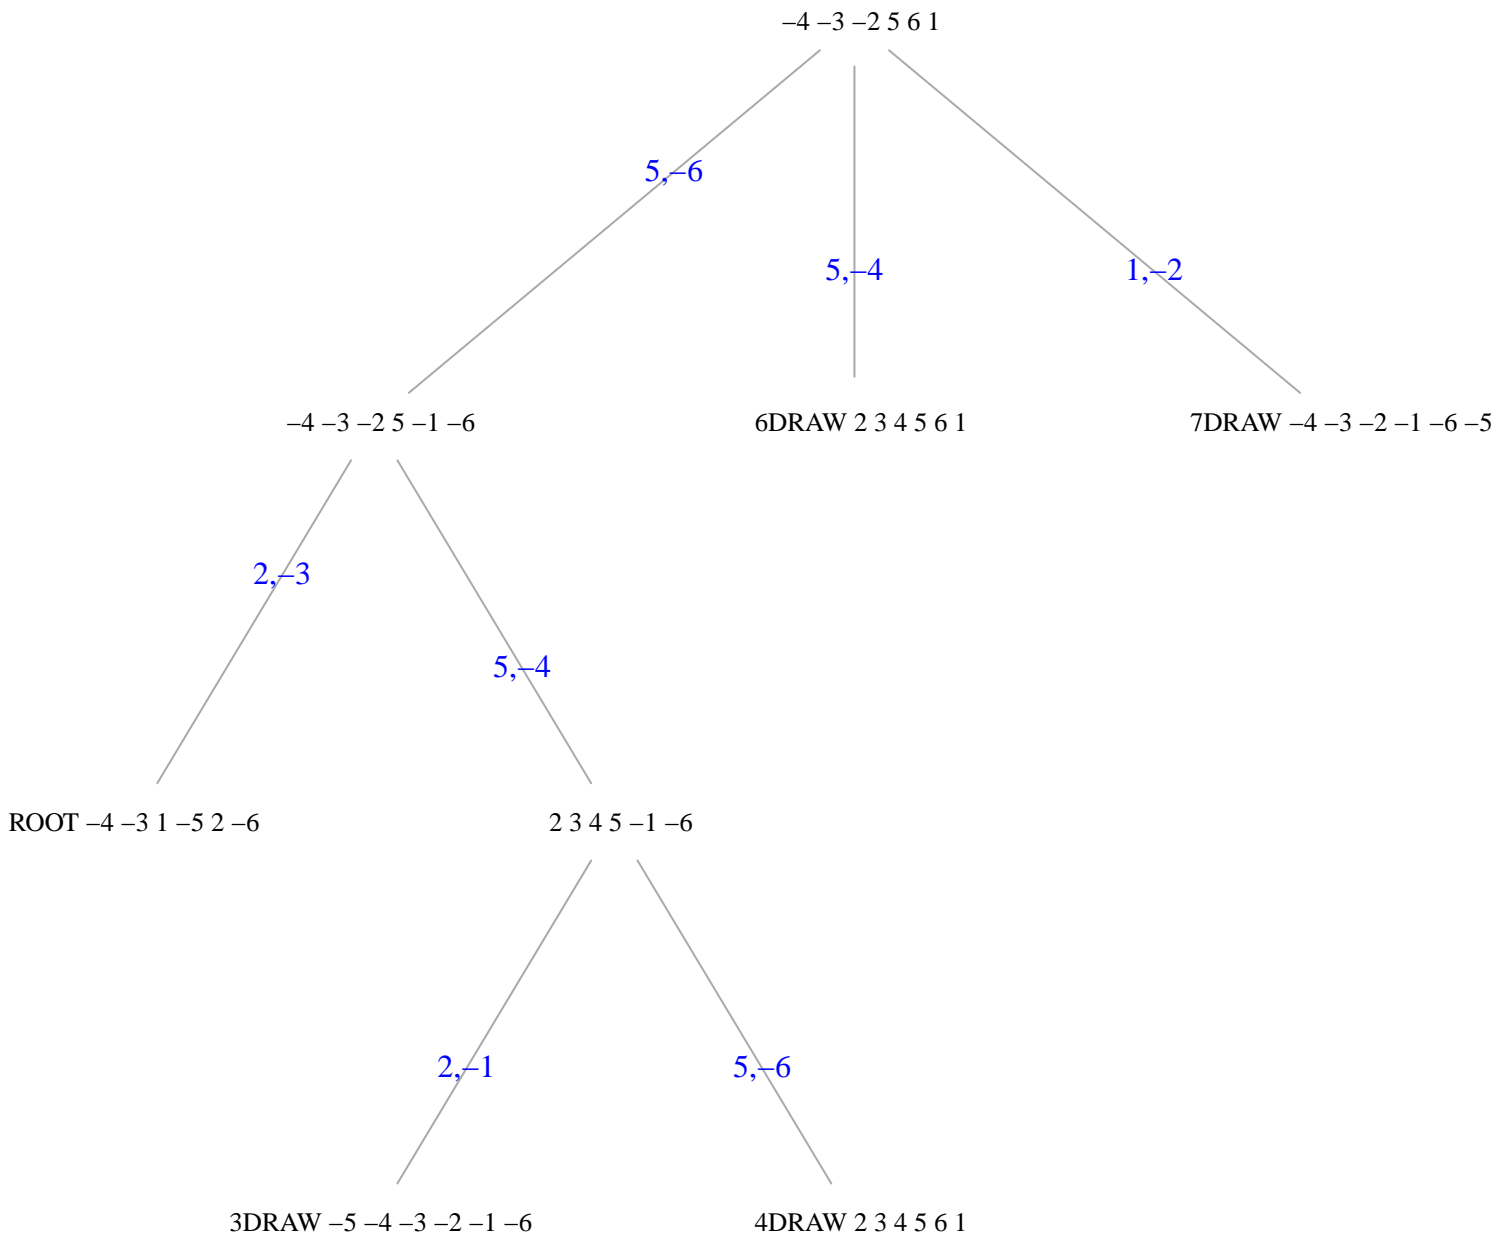 –4 –3 –2 5 6 1
5,–6
5,–4
1,–2
–4 –3 –2 5 –1 –6
6DRAW 2 3 4 5 6 1
7DRAW –4 –3 –2 –1 –6 –5
2,–3
5,–4
ROOT –4 –3 1 –5 2 –6
2 3 4 5 –1 –6
2,–1
5,–6
3DRAW –5 –4 –3 –2 –1 –6
4DRAW 2 3 4 5 6 1